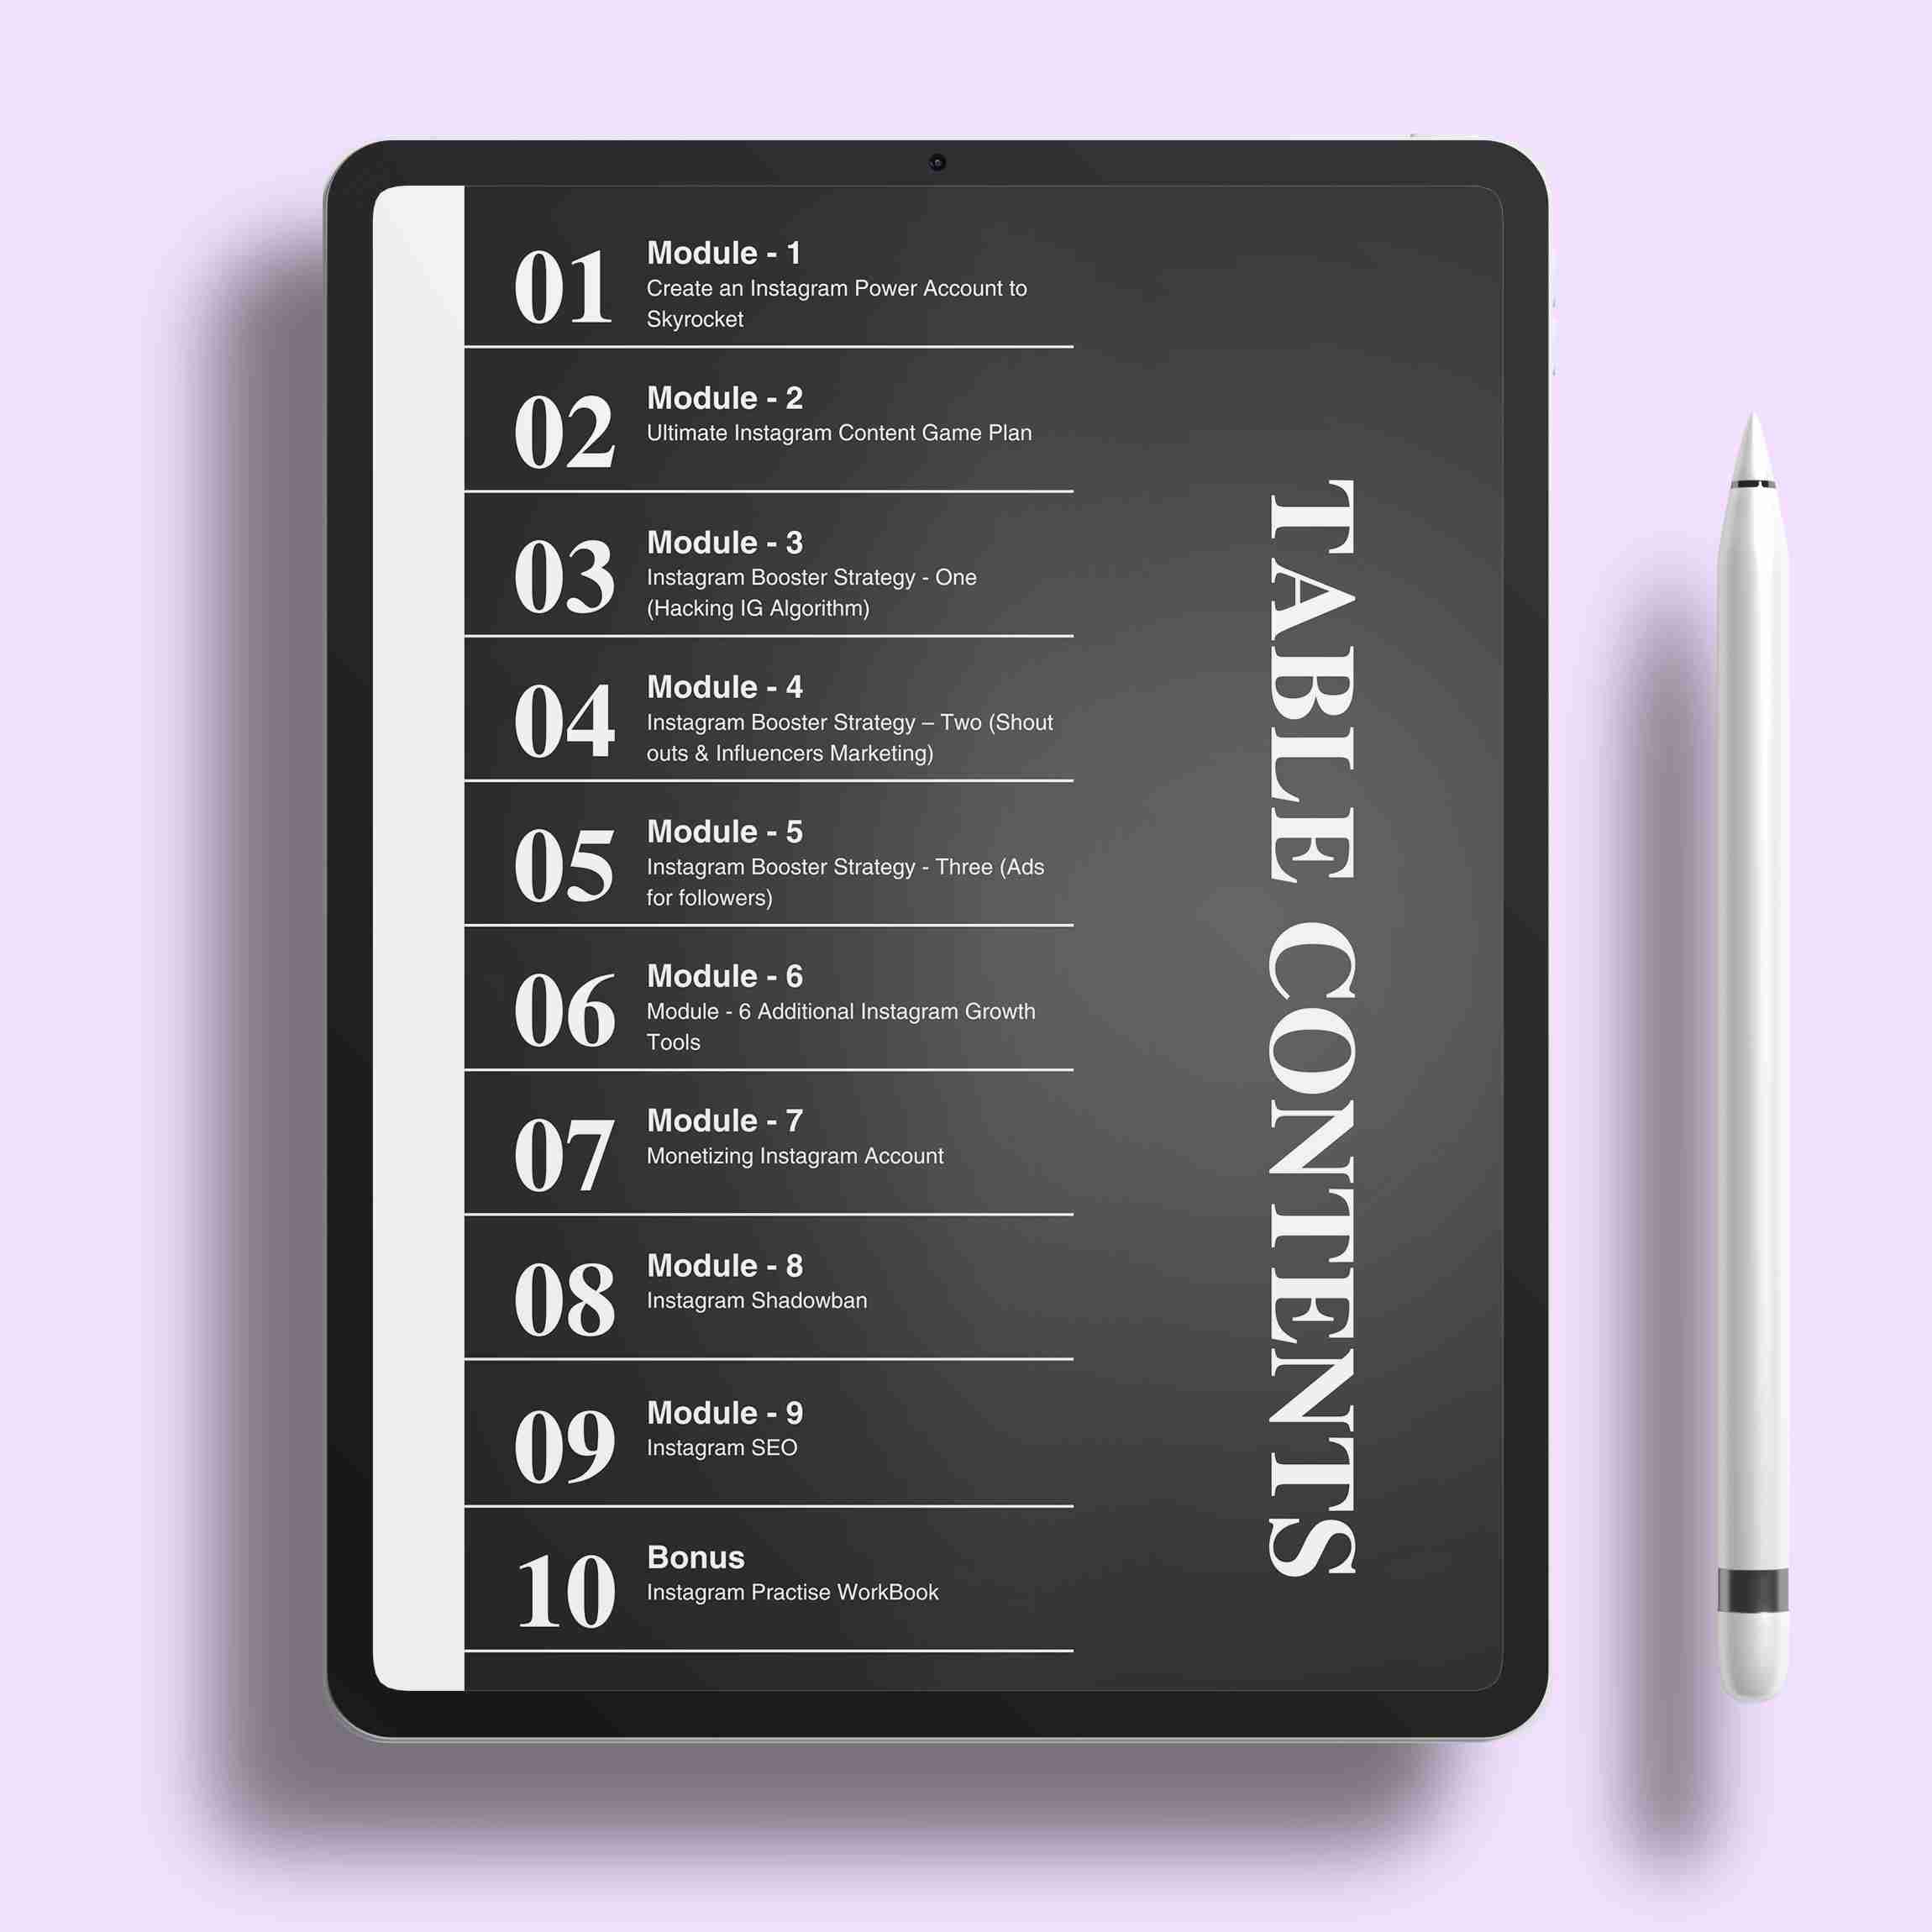 01
Module - 1
Create an Instagram Power Account to
Skyrocket
02
Module - 2
Ultimate Instagram Content Game Plan
03
Module - 3
Instagram Booster Strategy - One
(Hacking IG Algorithm)
04
Module - 4
Instagram Booster Strategy – Two (Shout
outs & Influencers Marketing)
05
Module - 5
Instagram Booster Strategy - Three (Ads
for followers)
06
Module - 6
Module - 6 Additional Instagram Growth
Tools
07
Module - 7
Monetizing Instagram Account
08
Module - 8
Instagram Shadowban
09
Module - 9
Instagram SEO
10
Bonus
Instagram Practise WorkBook
TABLE CONTENTS